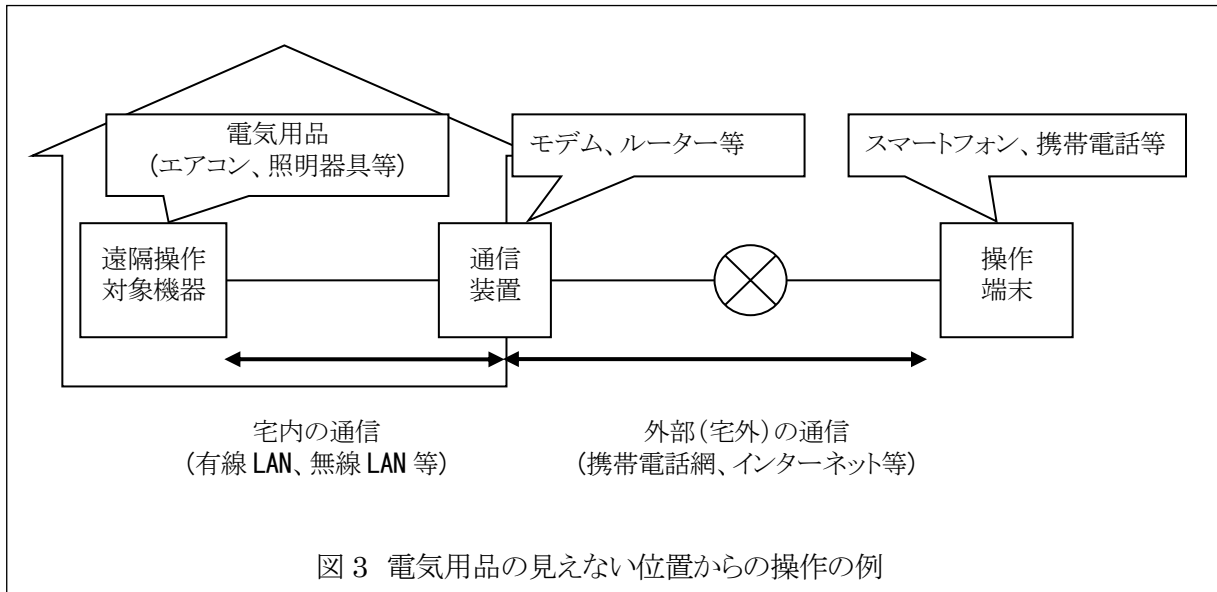 電気用品
(エアコン、照明器具等)
モデム、ルーター等
スマートフォン、携帯電話等
遠隔操作
対象機器
通信
装置
操作
端末
宅内の通信
(有線 LAN、無線 LAN 等)
外部(宅外)の通信
(携帯電話網、インターネット等)
図 3 電気用品の見えない位置からの操作の例